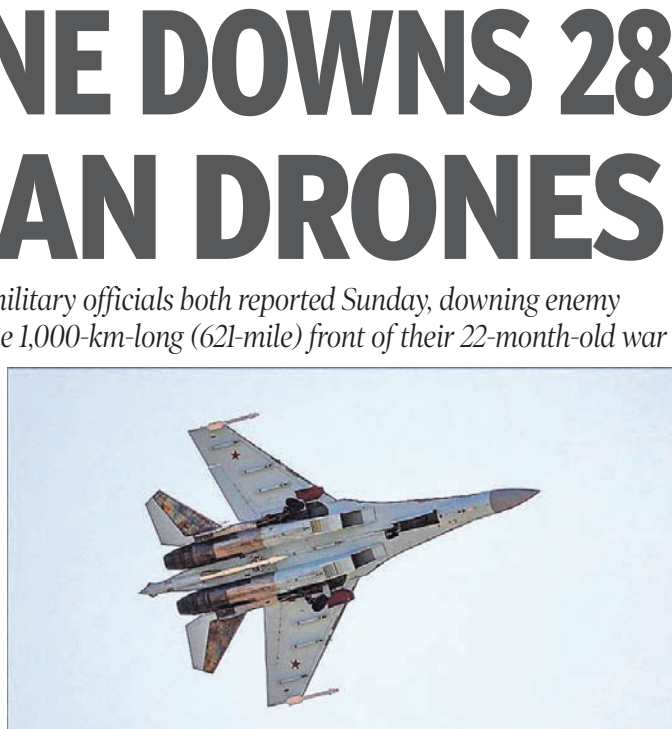 NE DOWNS 28
AN DRONES
military officials both reported Sunday, downing enemy
e 1,000-km-long (621-mile) front of their 22-month-old war